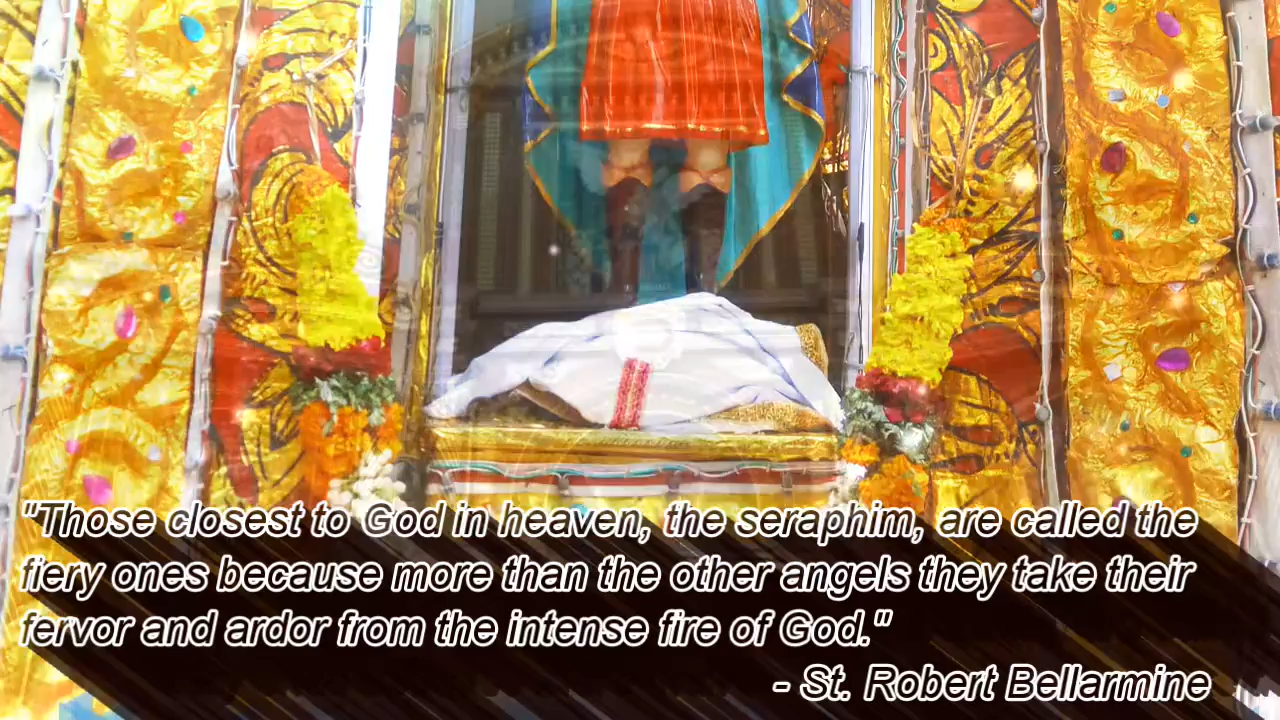 "Those closest to God in heaven, the seraphim, are called the
fiery ones because more than the other angels they take their
fervor and ardor from the intense fire of God."
- St. Robert Bellarmine